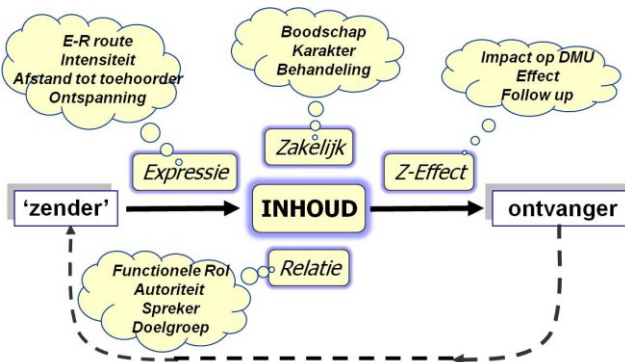 E-R route
Intensiteit
Afstand tot toehoorder
Ontspanning
Boodschap
Karakter
Behandeling
Impact op DMU
Effect
Follow up
Expressie
Zakelijk
Z-Effect
‘zender’
INHOUD
ontvanger
Functionele Rol
Autoriteit
Spreker
Doelgroep
Relatie